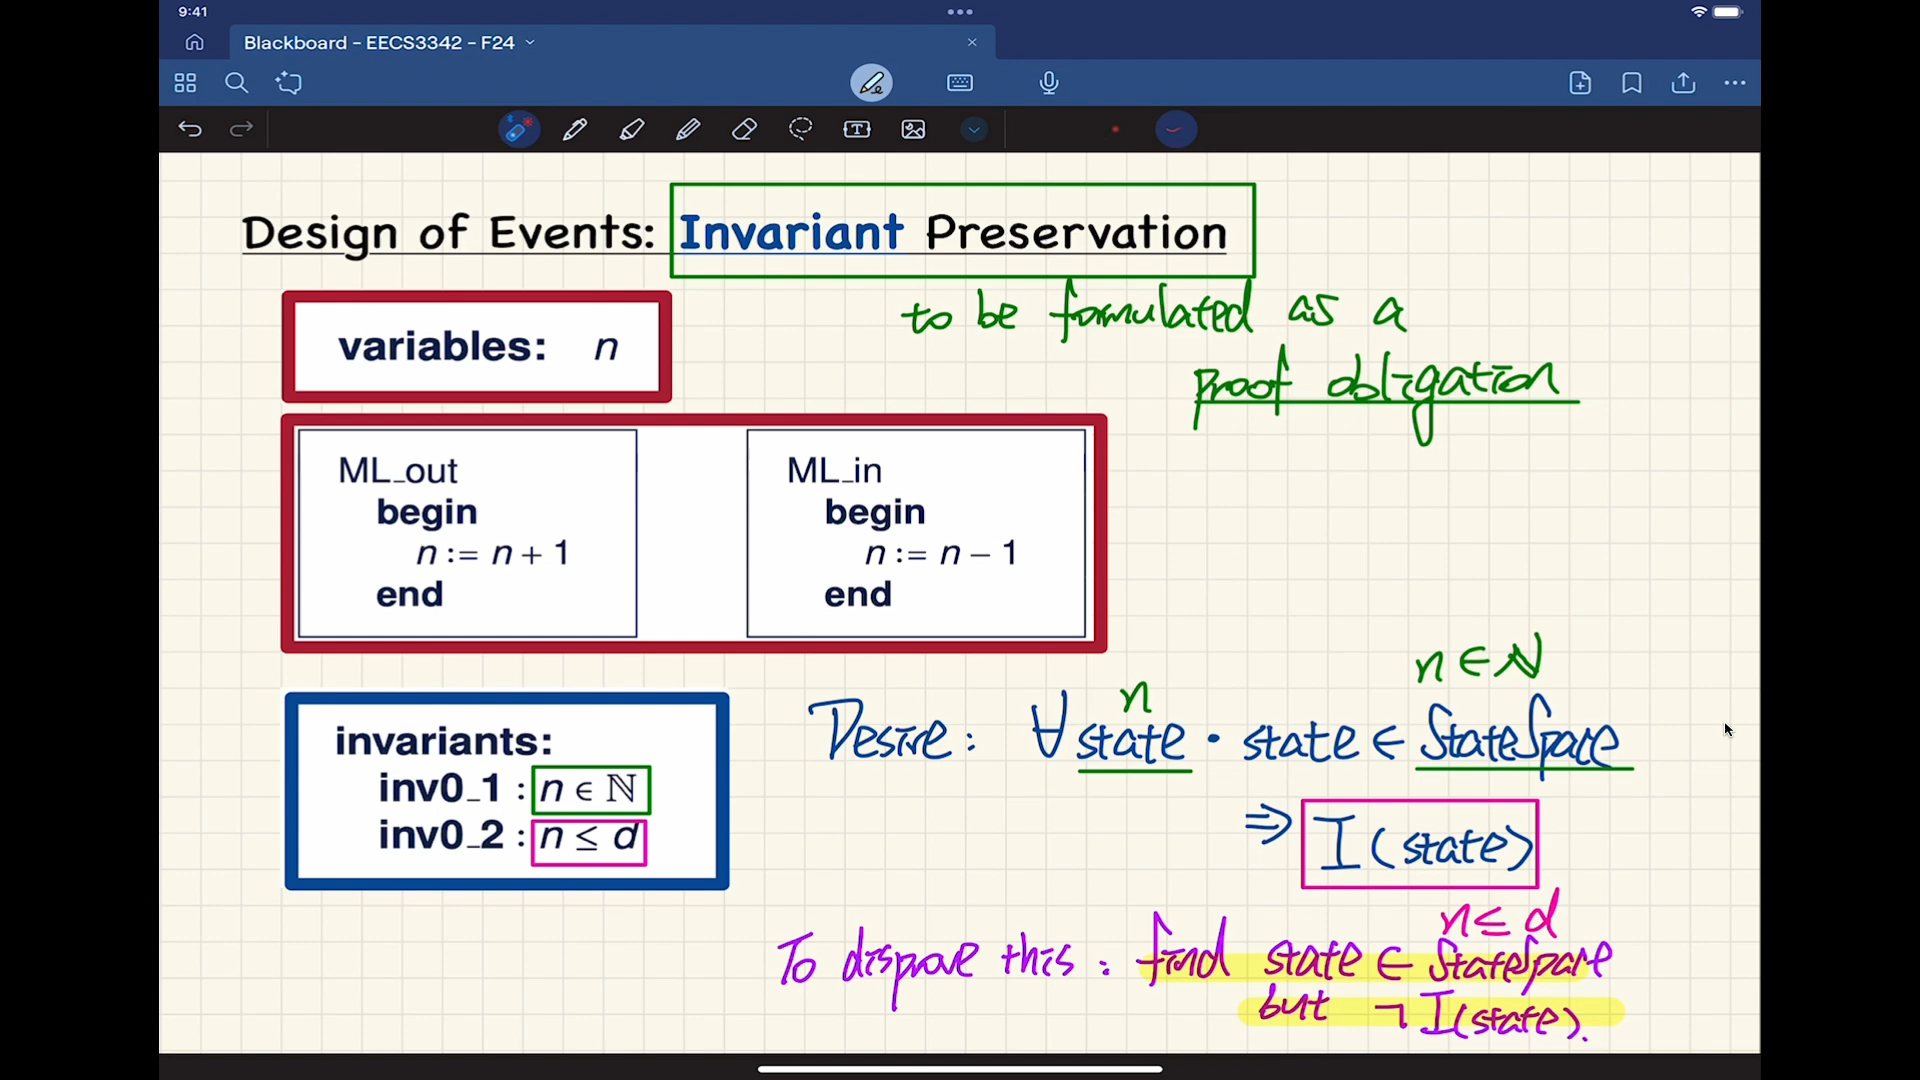 9:41
Blackboard - EECS3342 - F24
Design of Events: Invariant Preservation
to be formulated as a
proof obligation
variables: n
ML_out
begin
n := n + 1
end
ML_in
begin
n := n − 1
end
invariants:
inv0_1 : n ∈ ℕ
inv0_2 : n ≤ d
n
n ∈ ℕ
Desire: ∀ state • state ∈ StateSpace
⇒ I(state)
n ≤ d
To disprove this: find state ∈ StateSpace
but ¬ I(state).